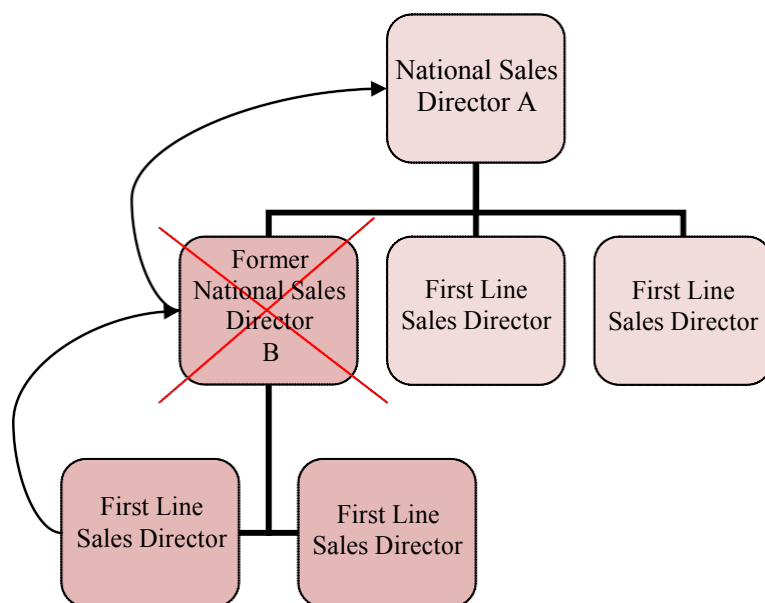 National Sales
Director A
Former
National Sales
Director
B
First Line
Sales Director
First Line
Sales Director
First Line
Sales Director
First Line
Sales Director